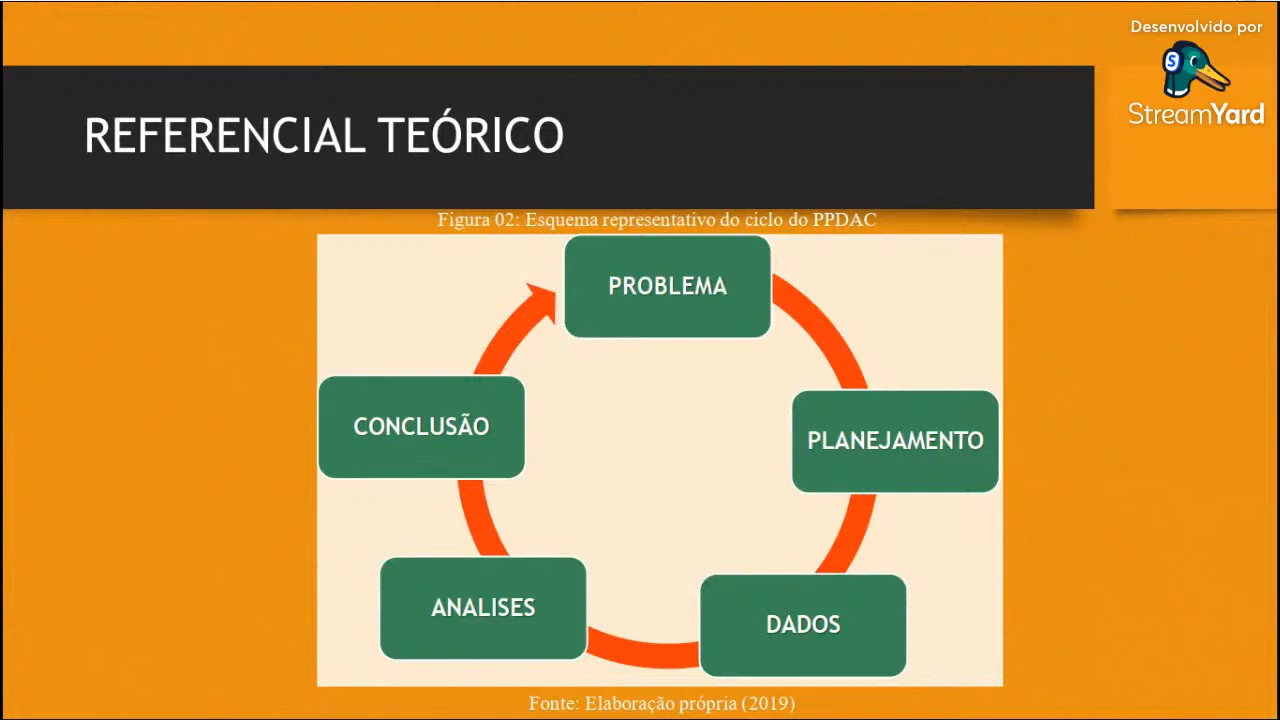 Desenvolvido por
StreamYard
REFERENCIAL TEÓRICO
Figura 02: Esquema representativo do ciclo do PPDAC
PROBLEMA
PLANEJAMENTO
DADOS
ANALISES
CONCLUSÃO
Fonte: Elaboração própria (2019)